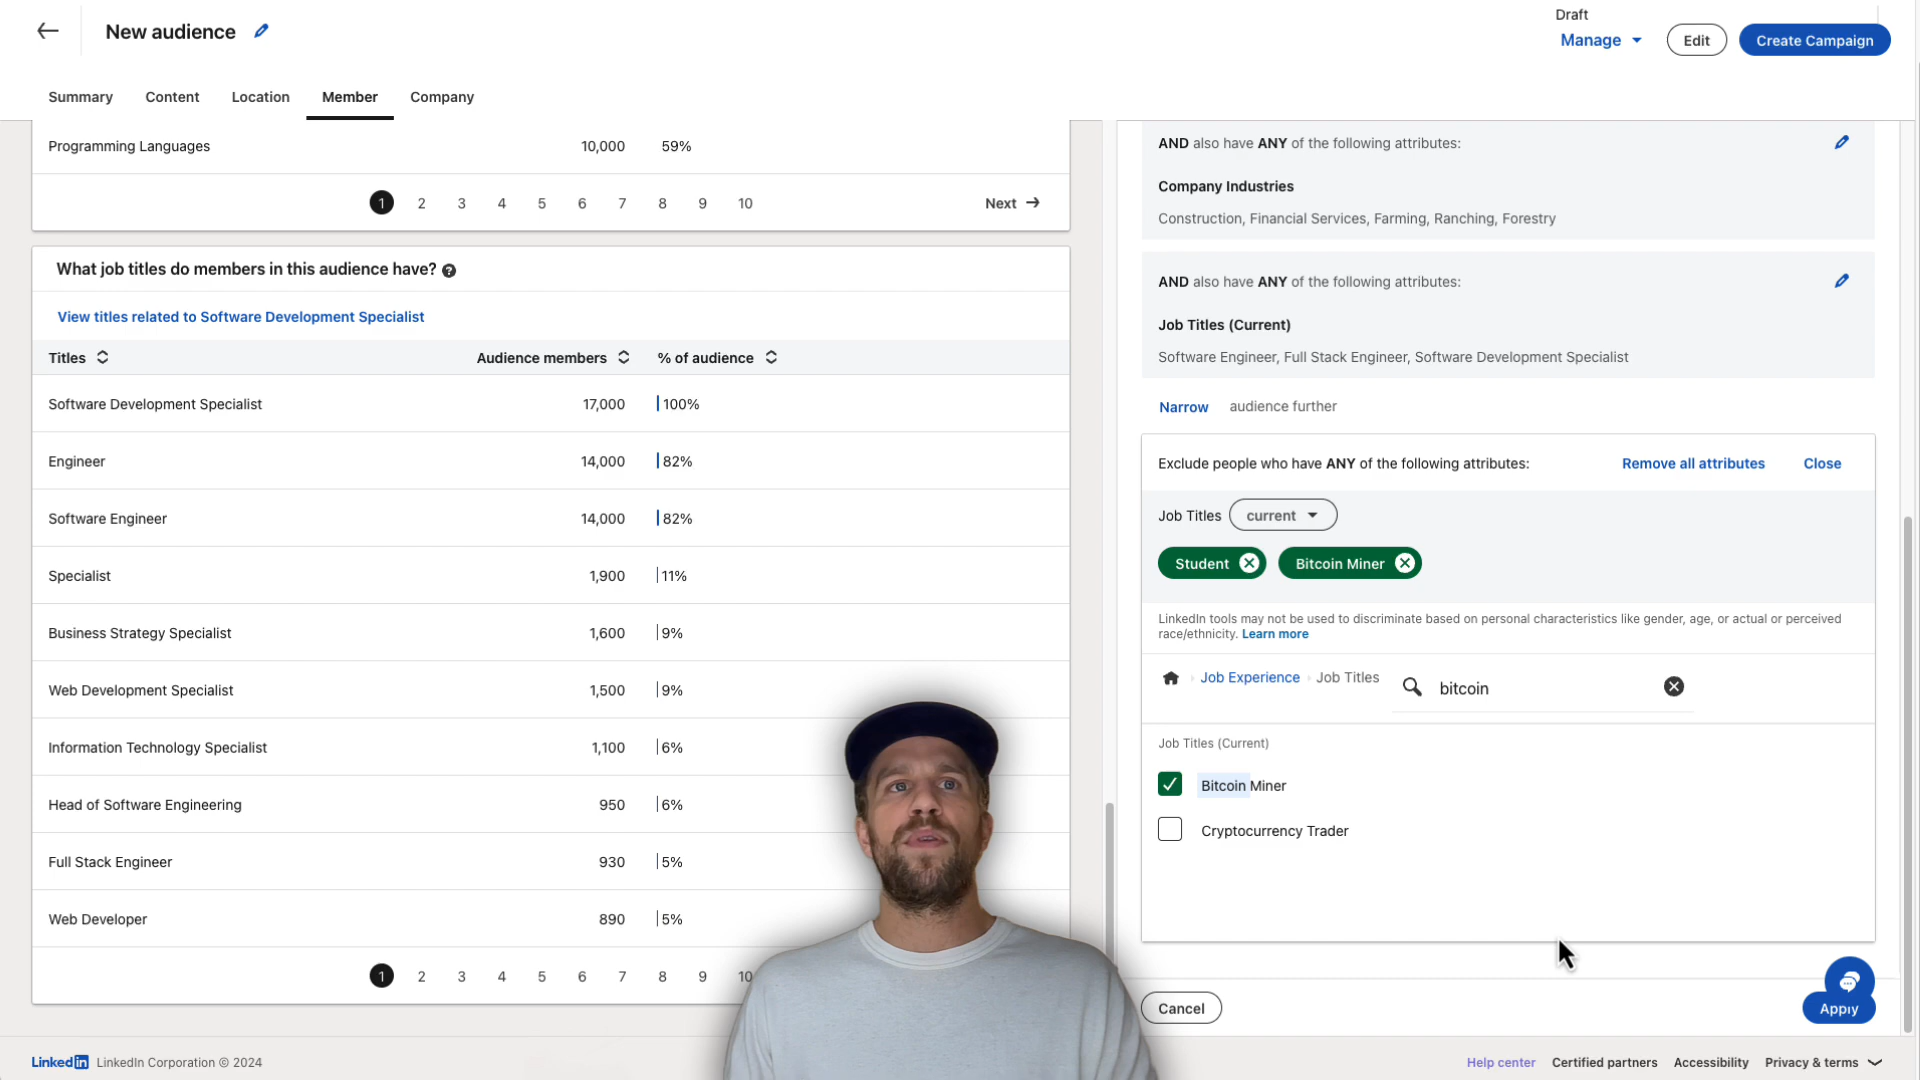 New audience
Draft
Manage
Edit
Create Campaign
Summary
Content
Location
Member
Company
Programming Languages 10,000 59%
1 2 3 4 5 6 7 8 9 10 Next
What job titles do members in this audience have?
View titles related to Software Development Specialist
Titles Audience members % of audience
Software Development Specialist 17,000 100%
Engineer 14,000 82%
Software Engineer 14,000 82%
Specialist 1,900 11%
Business Strategy Specialist 1,600 9%
Web Development Specialist 1,500 9%
Information Technology Specialist 1,100 6%
Head of Software Engineering 950 6%
Full Stack Engineer 930 5%
Web Developer 890 5%
1 2 3 4 5 6 7 8 9 10
AND also have ANY of the following attributes:
Company Industries
Construction, Financial Services, Farming, Ranching, Forestry
AND also have ANY of the following attributes:
Job Titles (Current)
Software Engineer, Full Stack Engineer, Software Development Specialist
Narrow audience further
Exclude people who have ANY of the following attributes: Remove all attributes Close
Job Titles current
Student Bitcoin Miner
LinkedIn tools may not be used to discriminate based on personal characteristics like gender, age, or actual or perceived
race/ethnicity. Learn more
Job Experience Job Titles bitcoin
Job Titles (Current)
Bitcoin Miner
Cryptocurrency Trader
Cancel
Apply
LinkedIn LinkedIn Corporation © 2024
Help center Certified partners Accessibility Privacy & terms